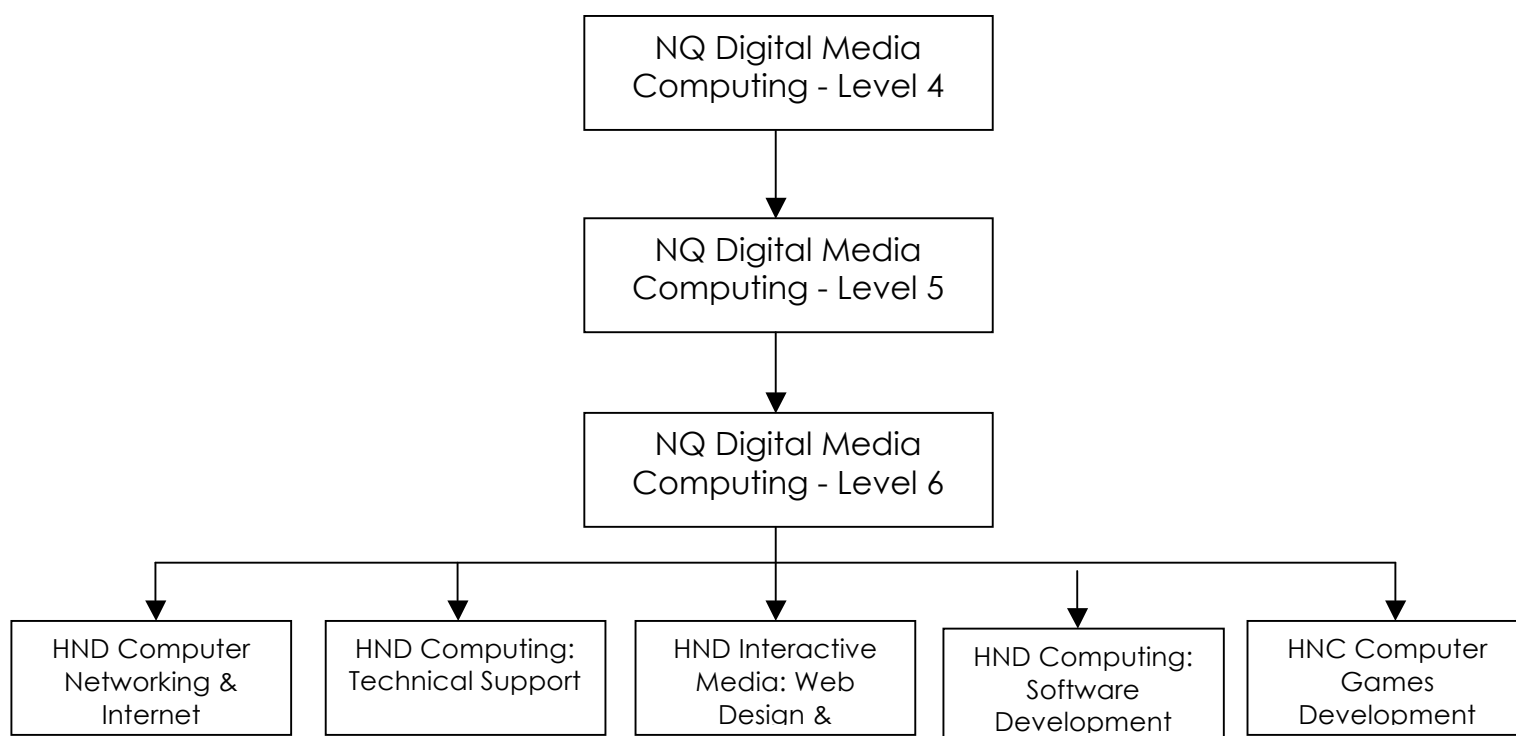 NQ Digital Media
Computing - Level 4
NQ Digital Media
Computing - Level 5
NQ Digital Media
Computing - Level 6
HND Computer
Networking &
Internet
HND Computing:
Technical Support
HND Interactive
Media: Web
Design &
HND Computing:
Software
Development
HNC Computer
Games
Development